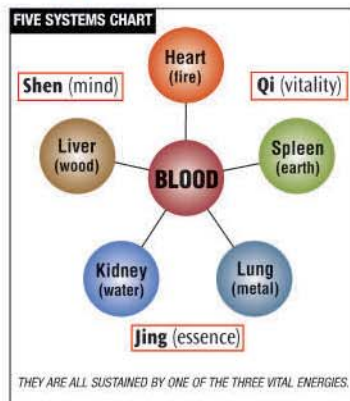 FIVE SYSTEMS CHART
Heart
(fire)
Shen (mind)
Qi (vitality)
Liver
(wood)
Spleen
(earth)
BLOOD
Kidney
(water)
Lung
(metal)
Jing (essence)
THEY ARE ALL SUSTAINED BY ONE OF THE THREE VITAL ENERGIES.